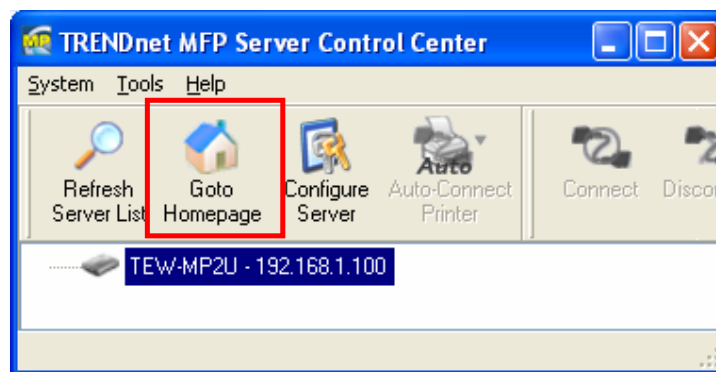 TRENDnet MFP Server Control Center
System Tools Help
Refresh Server List
Goto Homepage
Configure Server
Auto
Auto-Connect Printer
Connect
Discon
TEW-MP2U - 192.168.1.100